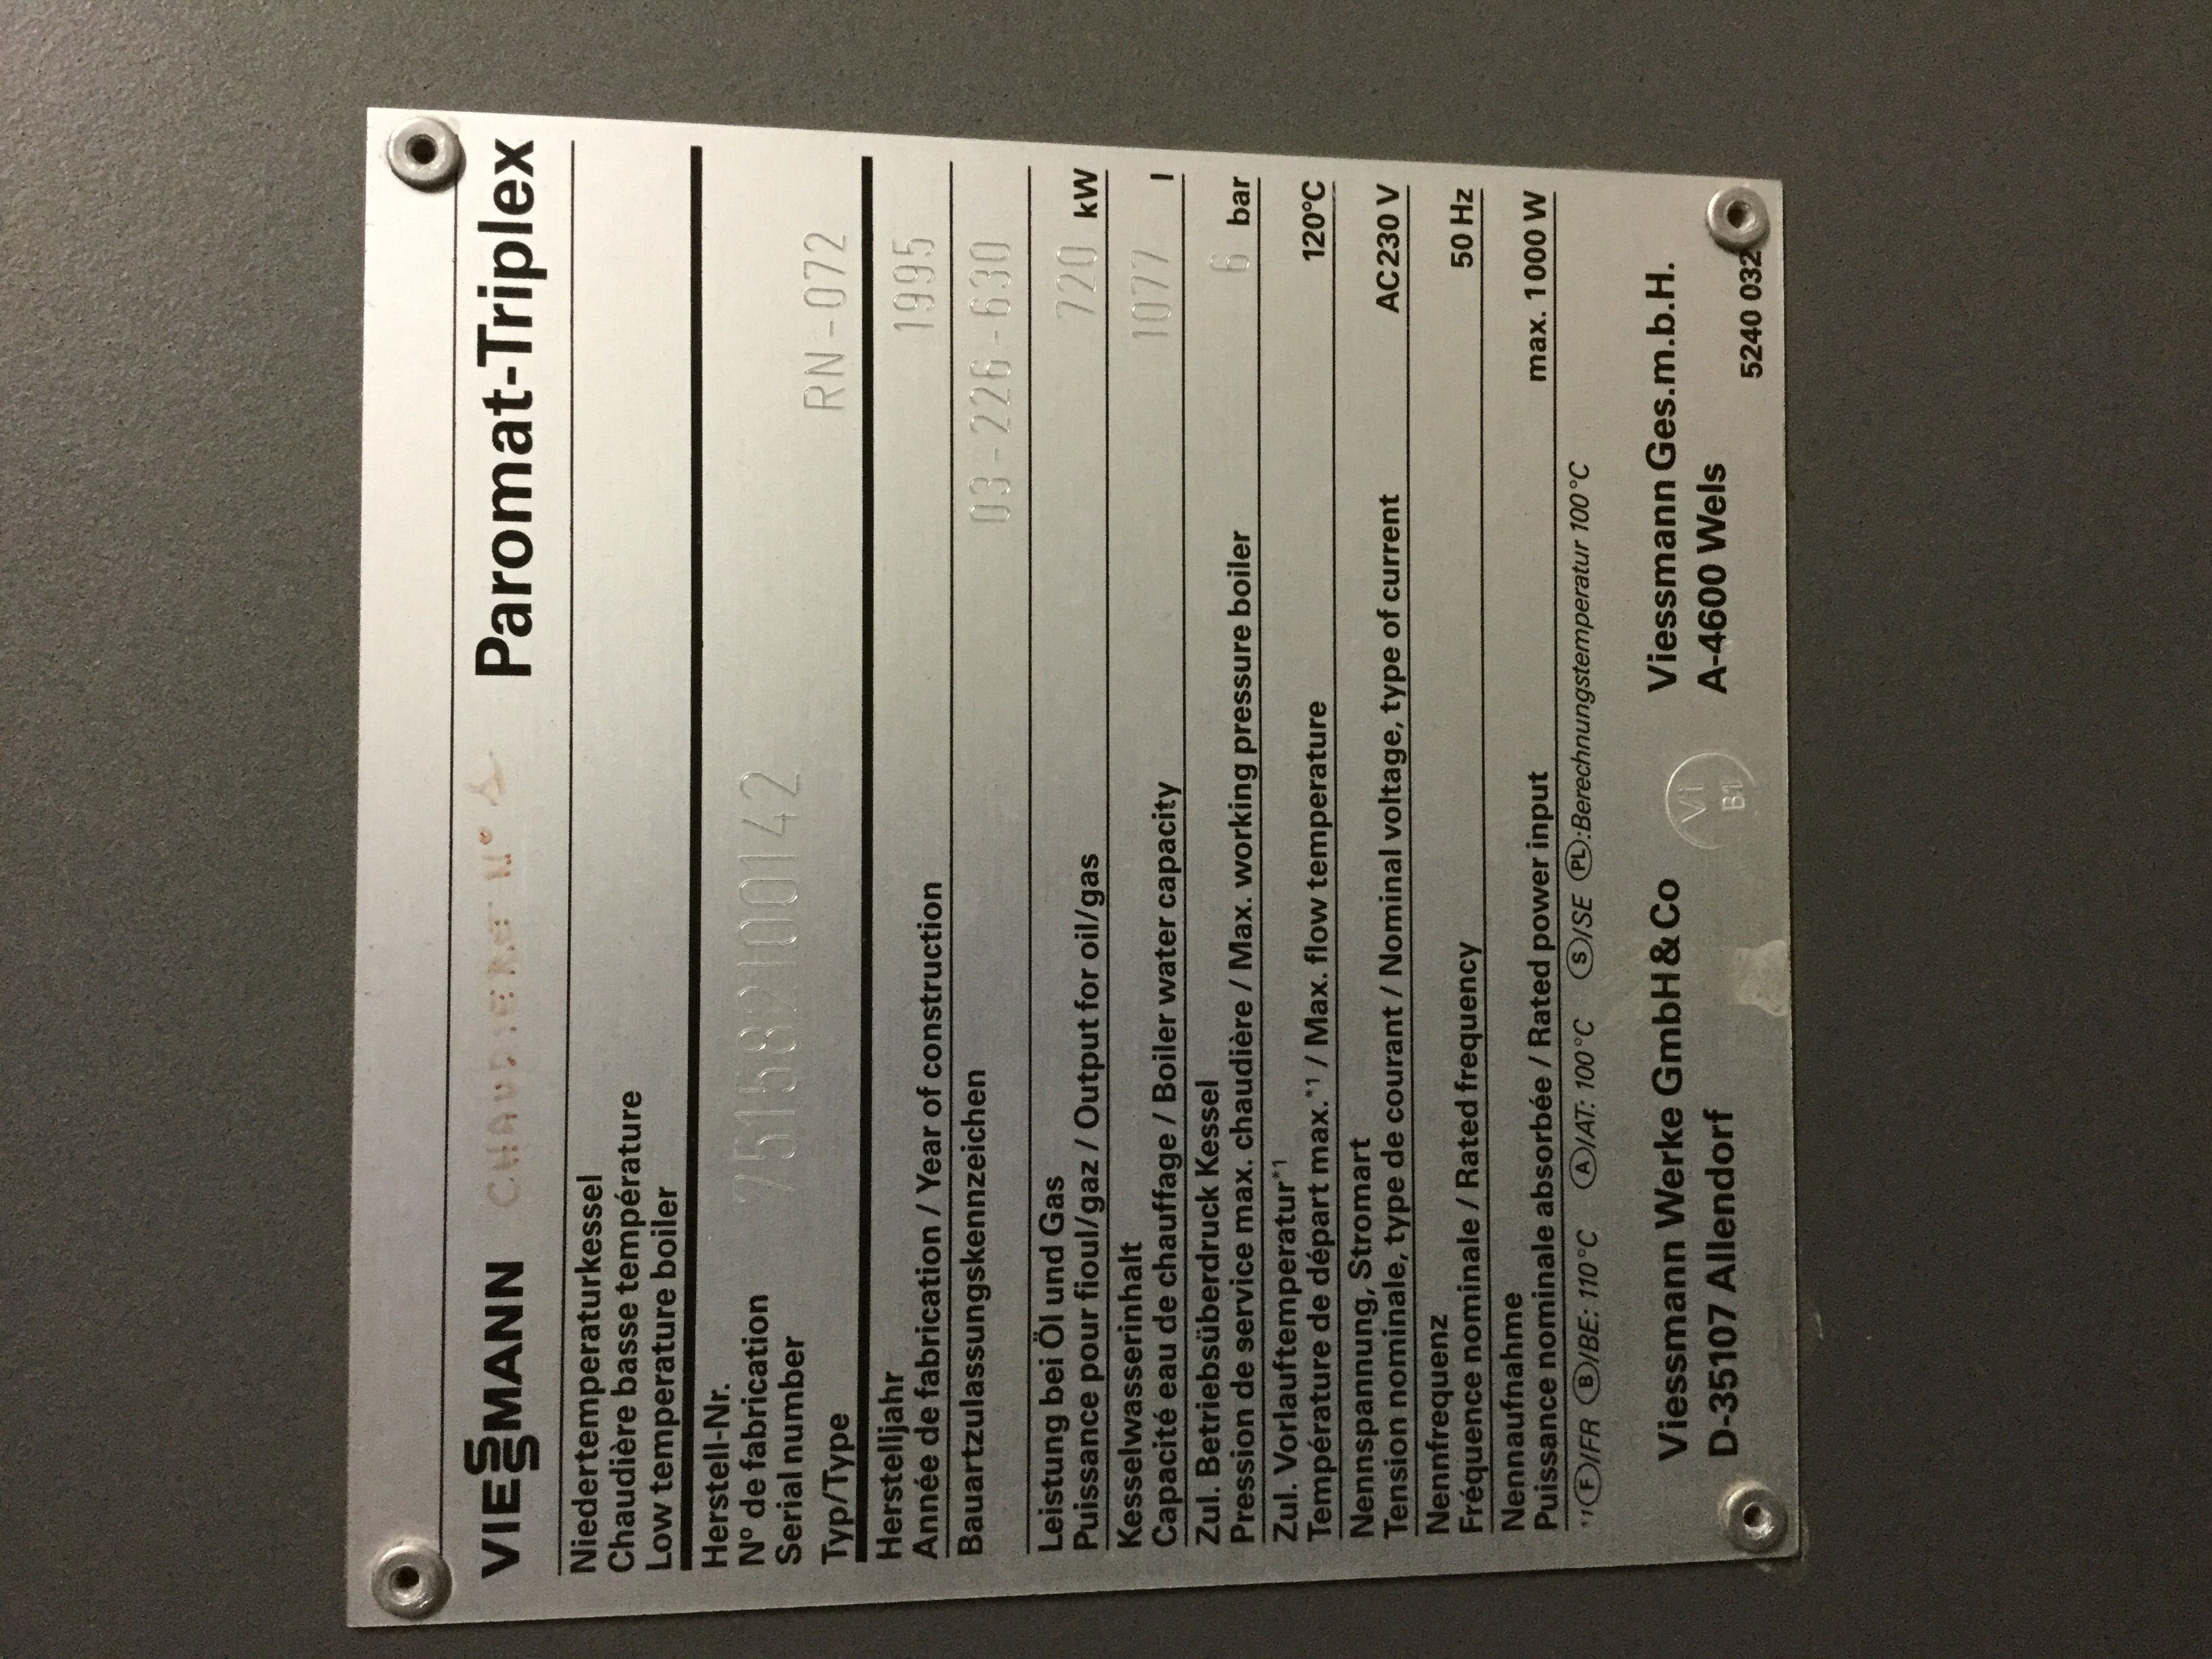 VIESSMANN CHAUDIERE N° 1 Paromat-Triplex
Niedertemperaturkessel
Chaudière basse température
Low temperature boiler
Herstell-Nr.
Nº de fabrication 751582100142
Serial number
Typ/Type RN-072
Herstelljahr
Année de fabrication / Year of construction 1995
Bauartzulassungskennzeichen 03-226-630
Leistung bei Öl und Gas
Puissance pour fioul/gaz / Output for oil/gas 720 kW
Kesselwasserinhalt
Capacité eau de chauffage / Boiler water capacity 1077 l
Zul. Betriebsüberdruck Kessel
Pression de service max. chaudière / Max. working pressure boiler 6 bar
Zul. Vorlauftemperatur*1
Température de départ max.*1 / Max. flow temperature 120°C
Nennspannung, Stromart
Tension nominale, type de courant / Nominal voltage, type of current AC 230 V
Nennfrequenz
Fréquence nominale / Rated frequency 50 Hz
Nennaufnahme
Puissance nominale absorbée / Rated power input max. 1000 W
*1 F/FR B/BE: 110°C A/AT: 100°C S/SE PL:Berechnungstemperatur 100°C
Viessmann Werke GmbH & Co
D-35107 Allendorf
Vi
B1
Viessmann Ges.m.b.H.
A-4600 Wels
5240 032